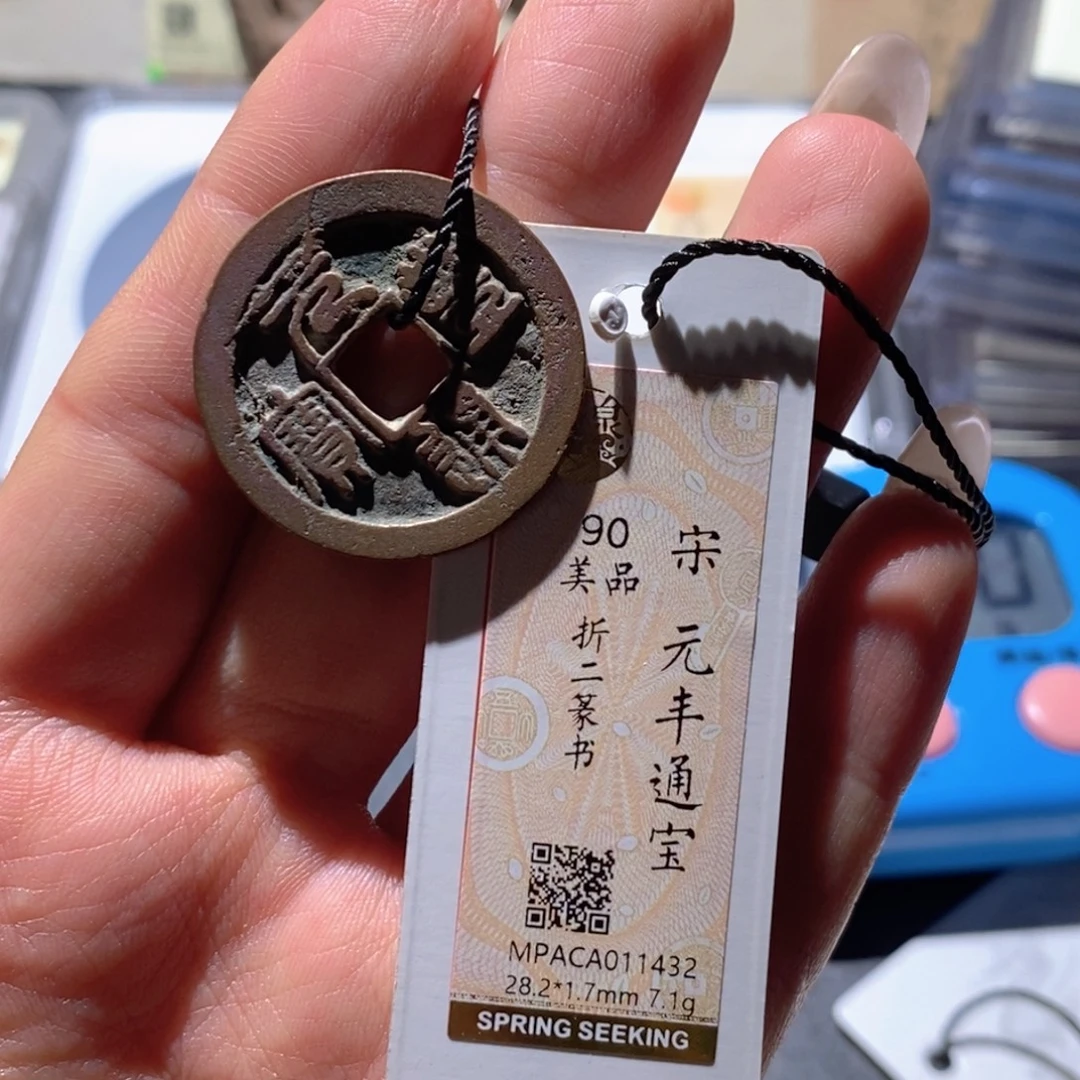 宋 元丰通宝
90
美品
折二篆书
MPACA011432
28.2*1.7mm 7.1g
SPRING SEEKING